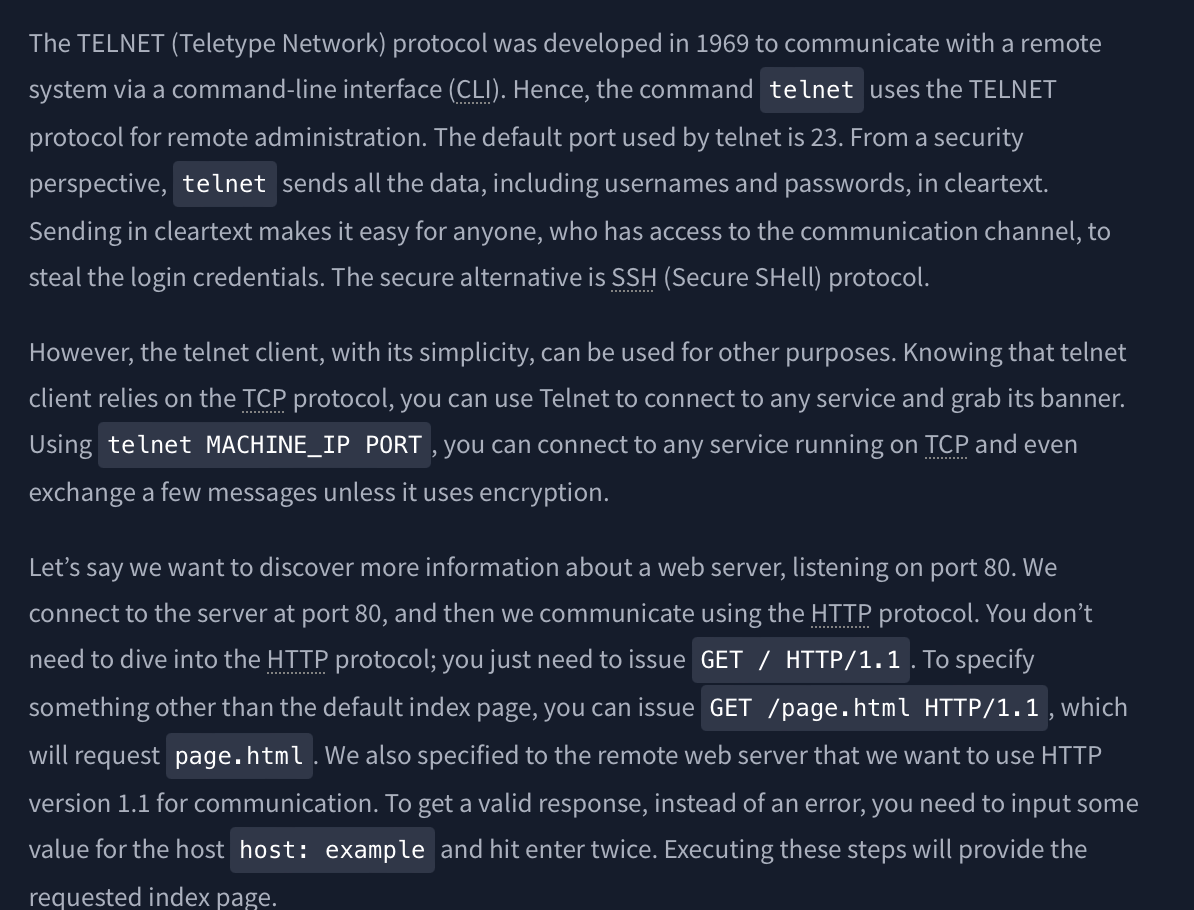 The TELNET (Teletype Network) protocol was developed in 1969 to communicate with a remote
system via a command-line interface (CLI). Hence, the command telnet uses the TELNET
protocol for remote administration. The default port used by telnet is 23. From a security
perspective, telnet sends all the data, including usernames and passwords, in cleartext.
Sending in cleartext makes it easy for anyone, who has access to the communication channel, to
steal the login credentials. The secure alternative is SSH (Secure SHell) protocol.
However, the telnet client, with its simplicity, can be used for other purposes. Knowing that telnet
client relies on the TCP protocol, you can use Telnet to connect to any service and grab its banner.
Using telnet MACHINE_IP PORT, you can connect to any service running on TCP and even
exchange a few messages unless it uses encryption.
Let’s say we want to discover more information about a web server, listening on port 80. We
connect to the server at port 80, and then we communicate using the HTTP protocol. You don’t
need to dive into the HTTP protocol; you just need to issue GET / HTTP/1.1. To specify
something other than the default index page, you can issue GET /page.html HTTP/1.1, which
will request page.html. We also specified to the remote web server that we want to use HTTP
version 1.1 for communication. To get a valid response, instead of an error, you need to input some
value for the host host: example and hit enter twice. Executing these steps will provide the
requested index page.